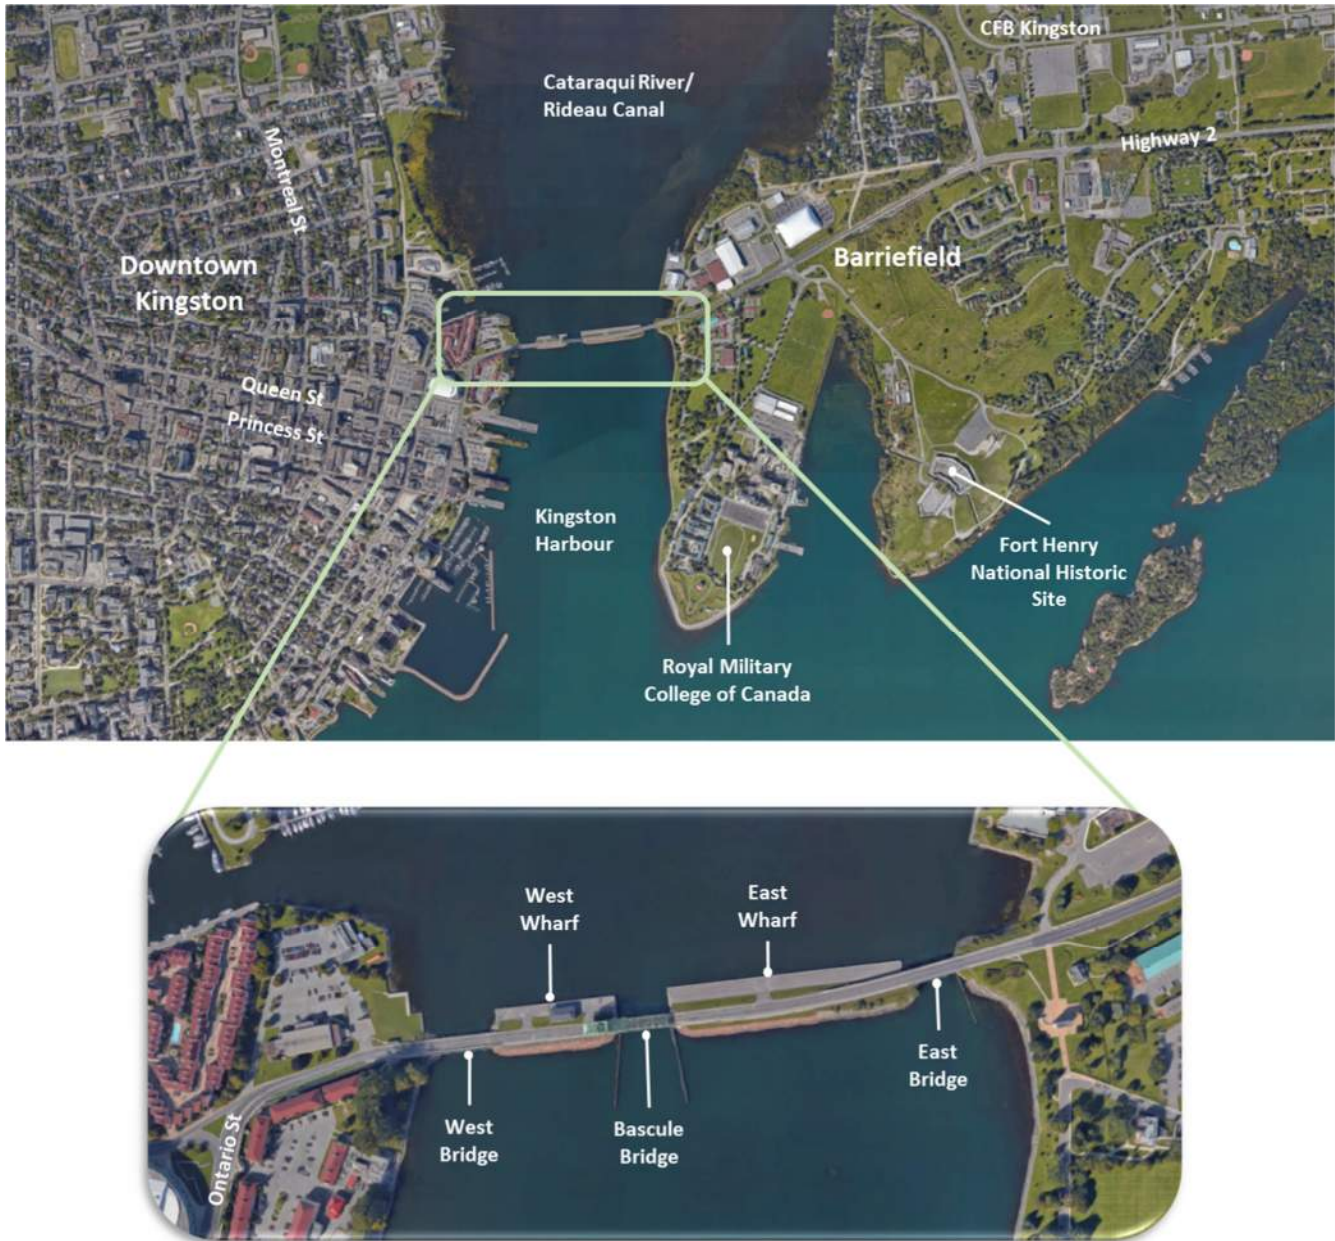 CFB Kingston
Cataraqui River/
Rideau Canal
Highway 2
Montreal St
Downtown
Kingston
Barriefield
Queen St
Princess St
Kingston
Harbour
Fort Henry
National Historic
Site
Royal Military
College of Canada
West
Wharf
East
Wharf
East
Bridge
West
Bridge
Bascule
Bridge
Ontario St